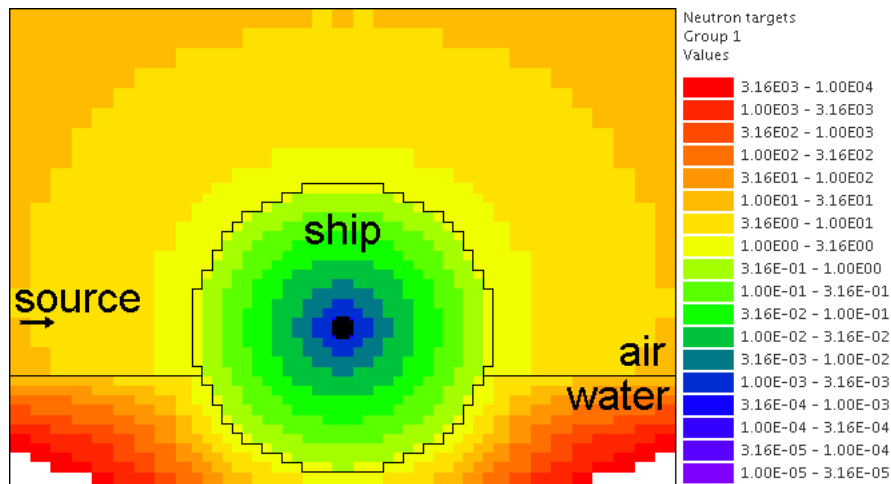 ship
source
air
water
Neutron targets
Group 1
Values
3.16E03 - 1.00E04
1.00E03 - 3.16E03
3.16E02 - 1.00E03
1.00E02 - 3.16E02
3.16E01 - 1.00E02
1.00E01 - 3.16E01
3.16E00 - 1.00E01
1.00E00 - 3.16E00
3.16E-01 - 1.00E00
1.00E-01 - 3.16E-01
3.16E-02 - 1.00E-01
1.00E-02 - 3.16E-02
3.16E-03 - 1.00E-02
1.00E-03 - 3.16E-03
3.16E-04 - 1.00E-03
1.00E-04 - 3.16E-04
3.16E-05 - 1.00E-04
1.00E-05 - 3.16E-05